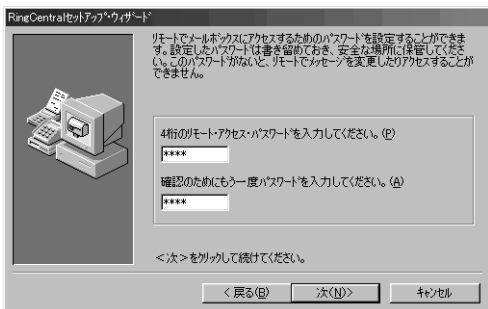 RingCentralセットアップ・ウィザード
リモートでメールボックスにアクセスするためのパスワードを設定することができま
す。設定したパスワードは書き留めておき、安全な場所に保管してくださ
い。このパスワードがないと、リモートでメッセージを変更したりアクセスすることが
できません。
4桁のリモート・アクセス・パスワードを入力してください。(P)
****
確認のためにもう一度パスワードを入力してください。(A)
****
<次>をクリックして続けてください。
<戻る(B) 次(N)> キャンセル